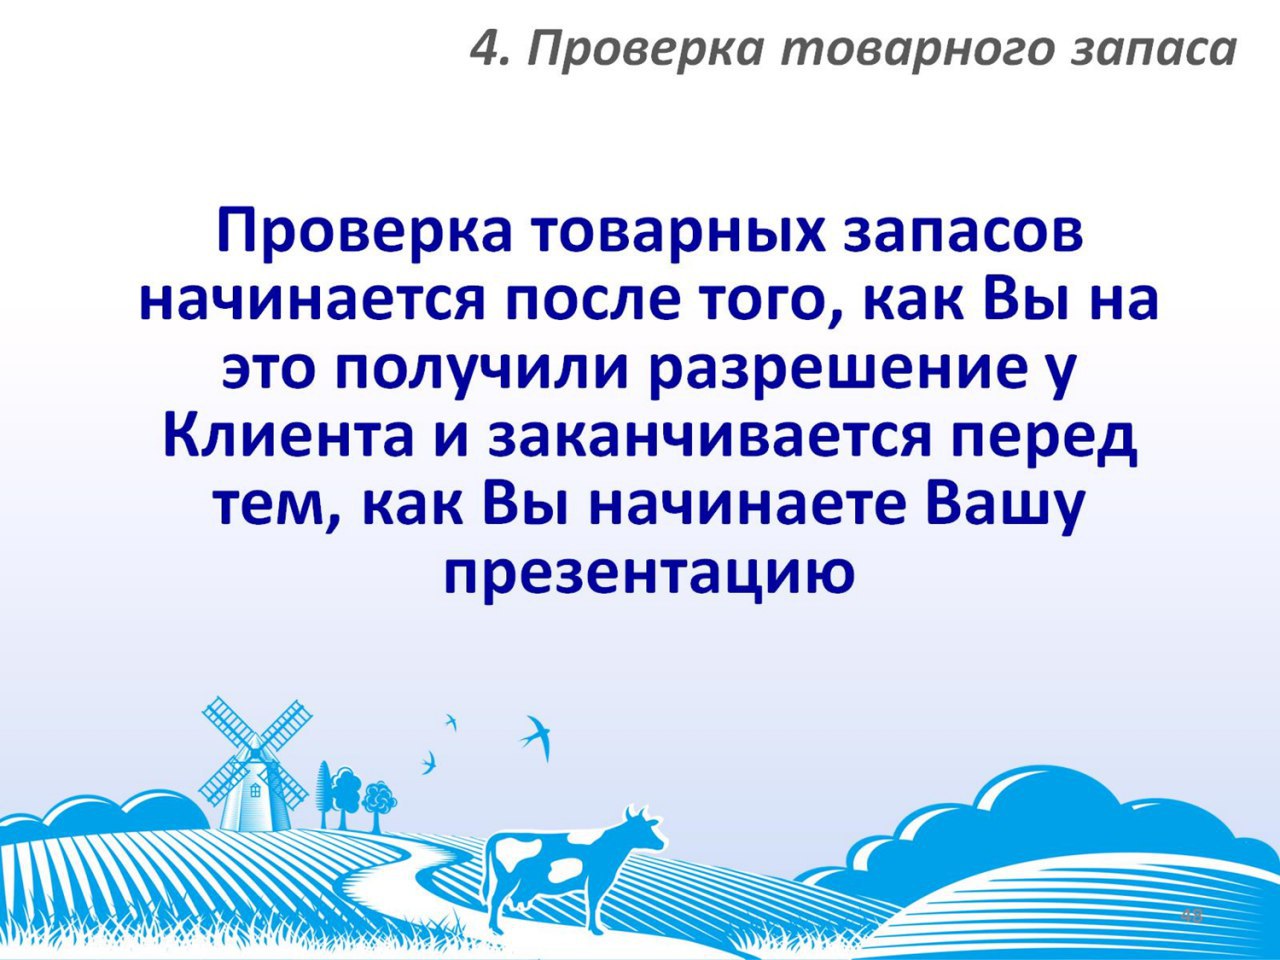 4. Проверка товарного запаса
Проверка товарных запасов
начинается после того, как Вы на
это получили разрешение у
Клиента и заканчивается перед
тем, как Вы начинаете Вашу
презентацию
48